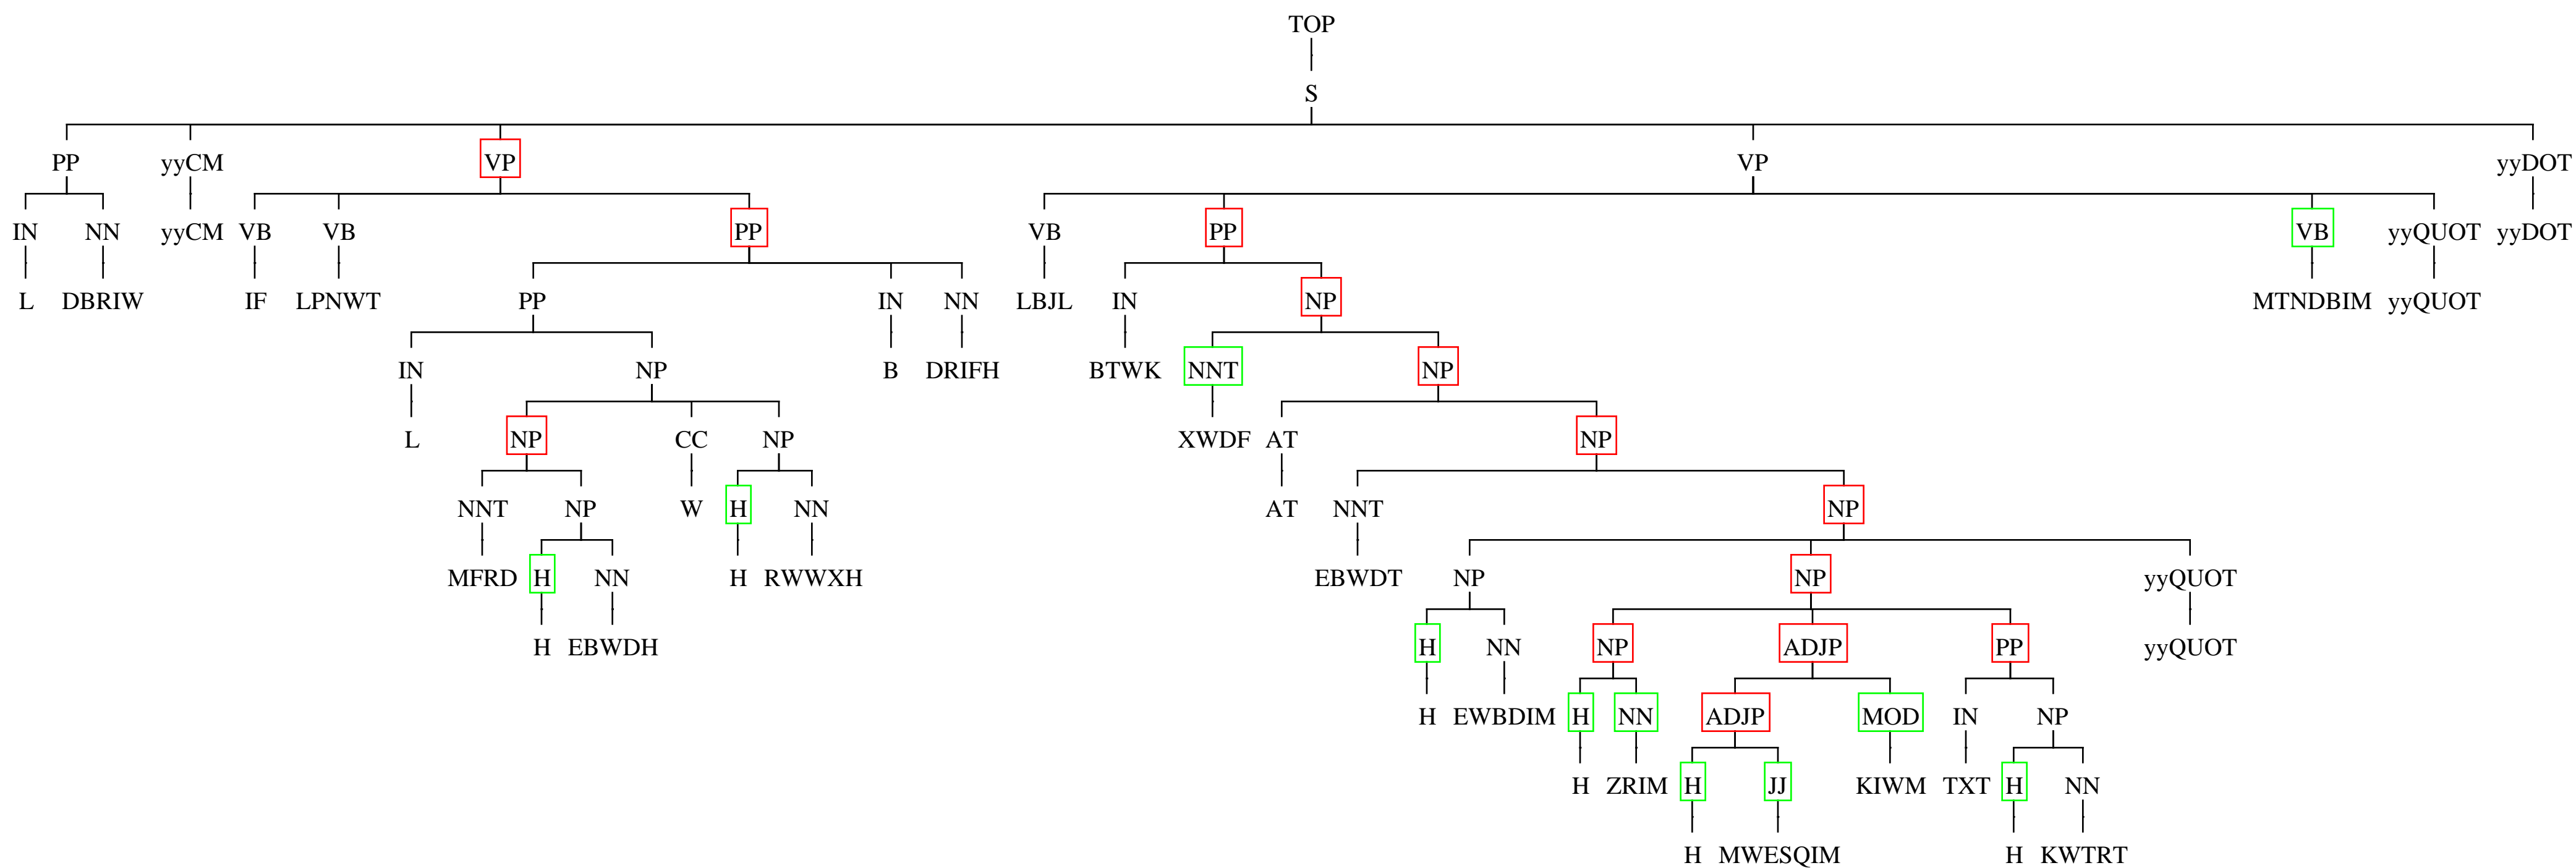 TOP
S
PP yyCM VP VP yyDOT
IN NN yyCM VB VB PP VB PP VB yyQUOT yyDOT
L DBRIW IF LPNWT PP IN NN LBJL IN NP MTNDBIM yyQUOT
IN NP B DRIFH BTWK NNT NP
L NP CC NP XWDF AT NP
NNT NP W H NN AT NNT NP
MFRD H NN H RWWXH EBWDT NP NP yyQUOT
H EBWDH H NN NP ADJP PP yyQUOT
H EWBDIM H NN ADJP MOD IN NP
H ZRIM H JJ KIWM TXT H NN
H MWESQIM H KWTRT